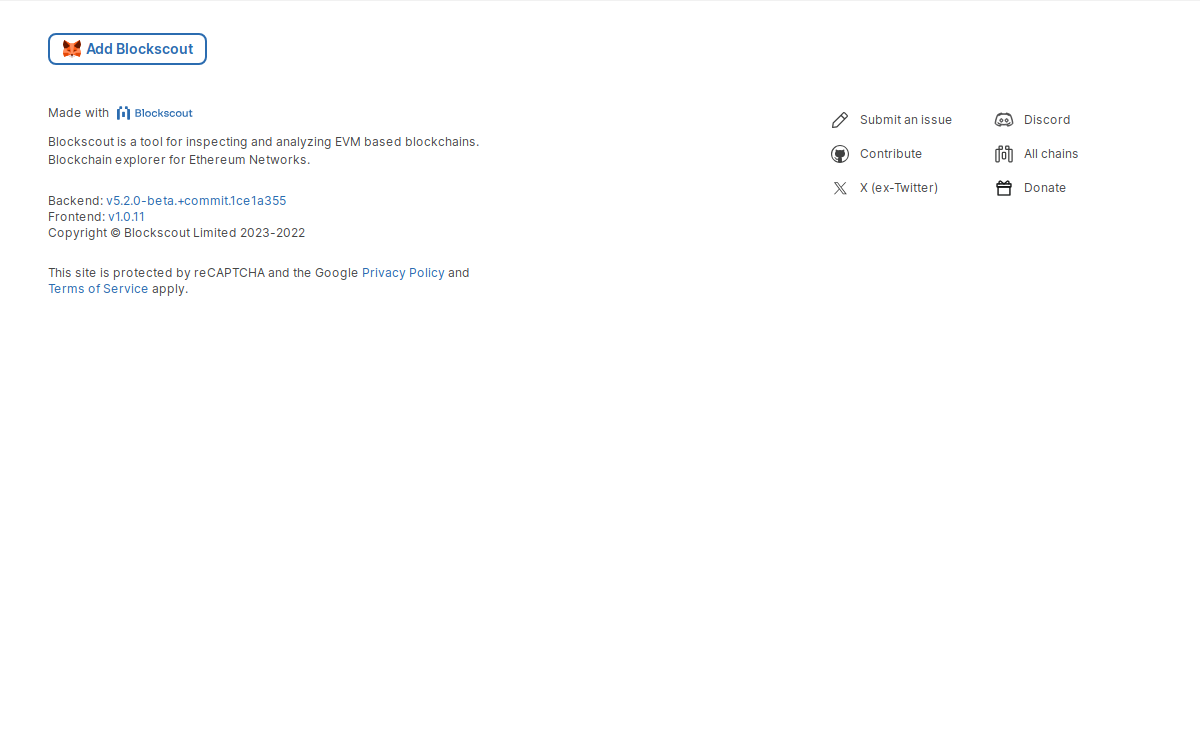 Add Blockscout
Made with Blockscout
Blockscout is a tool for inspecting and analyzing EVM based blockchains.
Blockchain explorer for Ethereum Networks.
Backend: v5.2.0-beta.+commit.1ce1a355
Frontend: v1.0.11
Copyright © Blockscout Limited 2023-2022
This site is protected by reCAPTCHA and the Google Privacy Policy and
Terms of Service apply.
Submit an issue
Discord
Contribute
All chains
X (ex-Twitter)
Donate